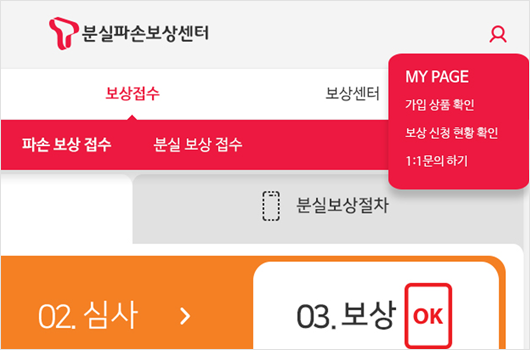 분실파손보상센터
보상접수
보상센터
MY PAGE
가입 상품 확인
보상 신청 현황 확인
1:1문의 하기
파손 보상 접수
분실 보상 접수
분실보상절차
02. 심사
03. 보상
OK